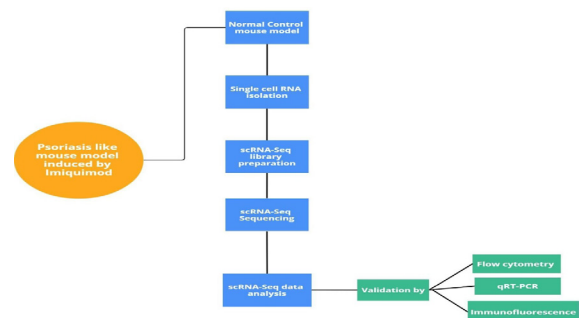 Normal Control
mouse model
Single cell RNA
isolation
Psoriasis like
mouse model
induced by
Imiquimod
scRNA-Seq
library
preparation
scRNA-Seq
Sequencing
scRNA-Seq data
analysis
Validation by
Flow cytometry
qRT-PCR
Immunofluorescence